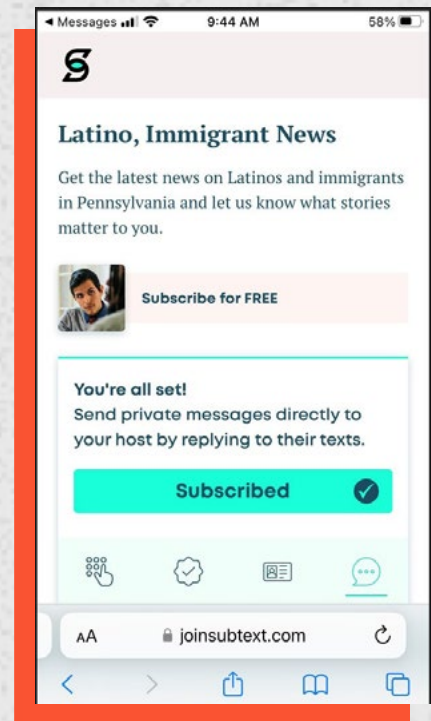 Messages 9:44 AM 58%
S
Latino, Immigrant News
Get the latest news on Latinos and immigrants
in Pennsylvania and let us know what stories
matter to you.
Subscribe for FREE
You're all set!
Send private messages directly to
your host by replying to their texts.
Subscribed
AA joinsubtext.com